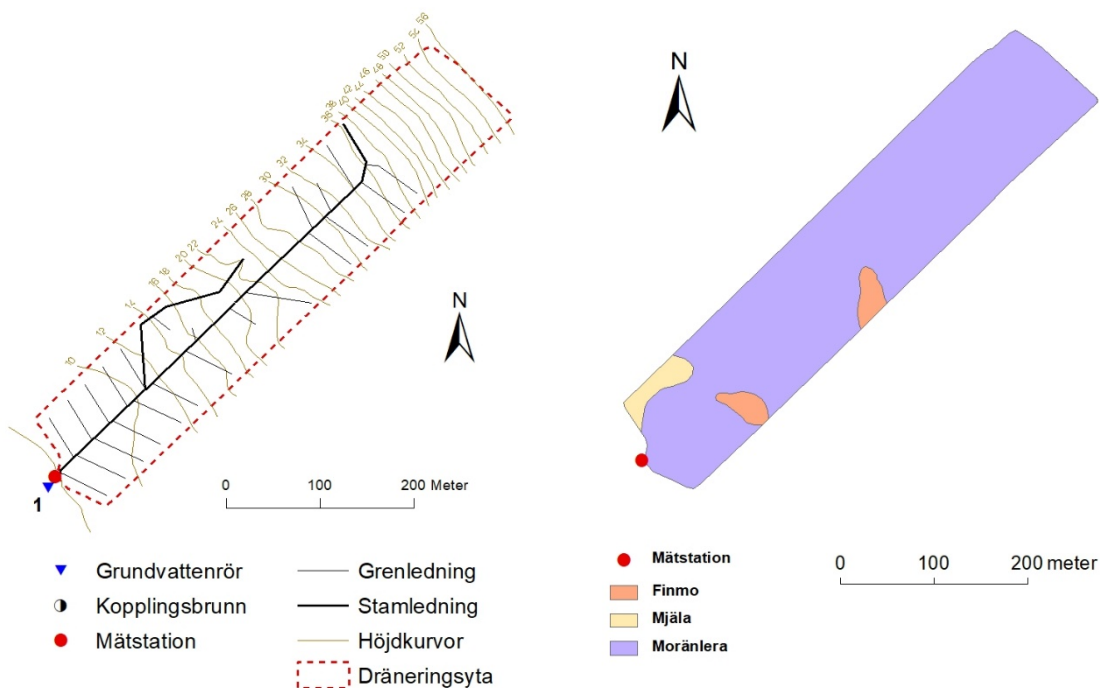 56
54
52
50
48
46
44
42
40
38
36
34
32
30
28
26
24
22
20
18
16
14
12
10
N
1
0 100 200 Meter
Grundvattenrör
Kopplingsbrunn
Mätstation
Grenledning
Stamledning
Höjdkurvor
Dräneringsyta
N
Mätstation
Finmo
Mjäla
Moränlera
0 100 200 meter